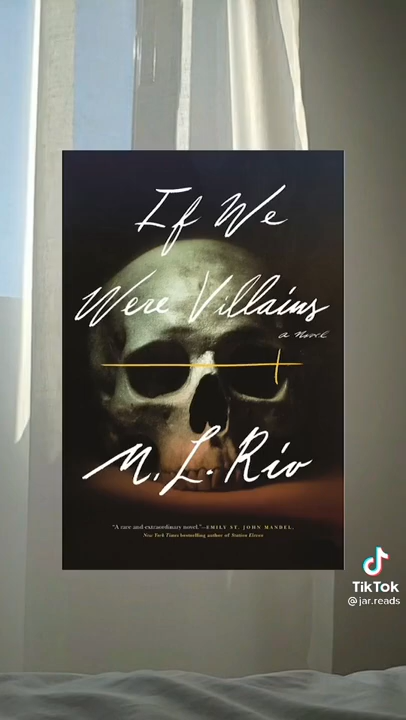 If We
Were Villains
a Novel
M. L. Rio
"A rare and extraordinary novel."—EMILY ST. JOHN MANDEL,
New York Times bestselling author of Station Eleven
TikTok
@jar.reads